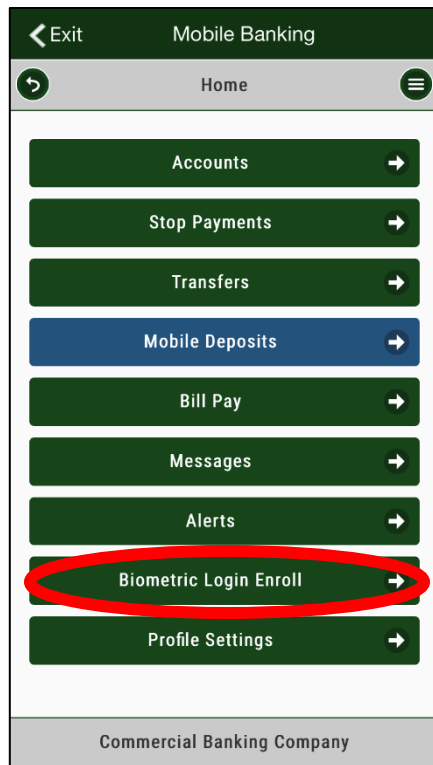 Exit Mobile Banking
Home
Accounts
Stop Payments
Transfers
Mobile Deposits
Bill Pay
Messages
Alerts
Biometric Login Enroll
Profile Settings
Commercial Banking Company